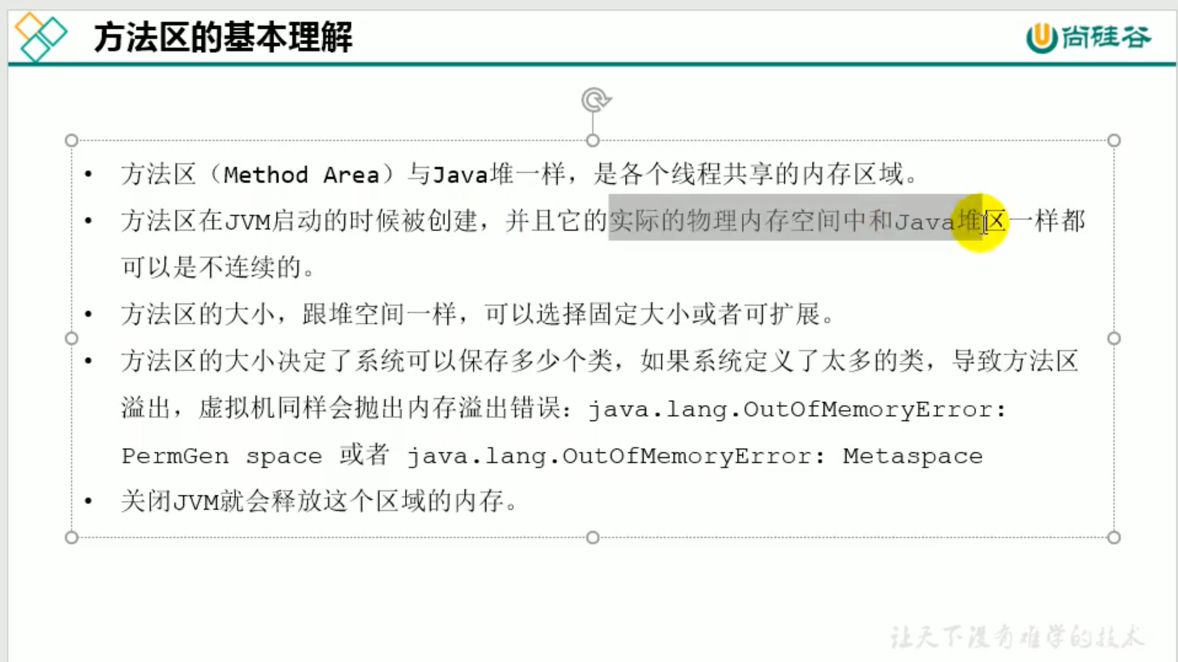 方法区的基本理解
尚硅谷
• 方法区（Method Area）与Java堆一样，是各个线程共享的内存区域。
• 方法区在JVM启动的时候被创建，并且它的实际的物理内存空间中和Java堆区一样都
可以是不连续的。
• 方法区的大小，跟堆空间一样，可以选择固定大小或者可扩展。
• 方法区的大小决定了系统可以保存多少个类，如果系统定义了太多的类，导致方法区
溢出，虚拟机同样会抛出内存溢出错误：java.lang.OutOfMemoryError:
PermGen space 或者 java.lang.OutOfMemoryError: Metaspace
• 关闭JVM就会释放这个区域的内存。
让天下没有难学的技术